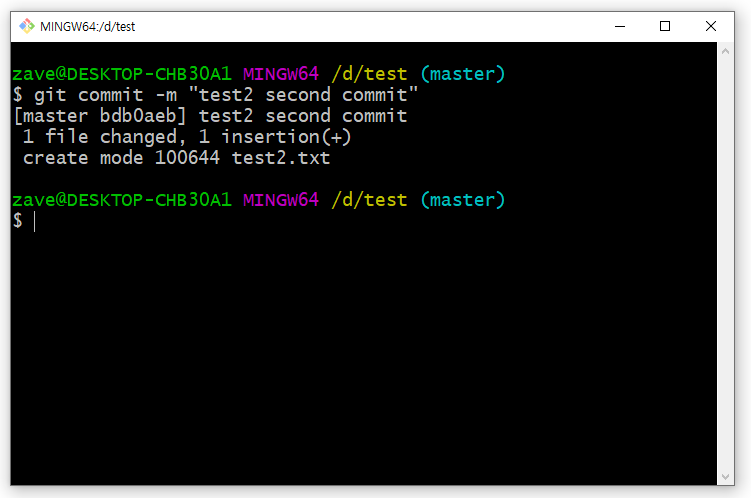 MINGW64:/d/test
zave@DESKTOP-CHB30A1 MINGW64 /d/test (master)
$ git commit -m "test2 second commit"
[master bdb0aeb] test2 second commit
 1 file changed, 1 insertion(+)
 create mode 100644 test2.txt
zave@DESKTOP-CHB30A1 MINGW64 /d/test (master)
$